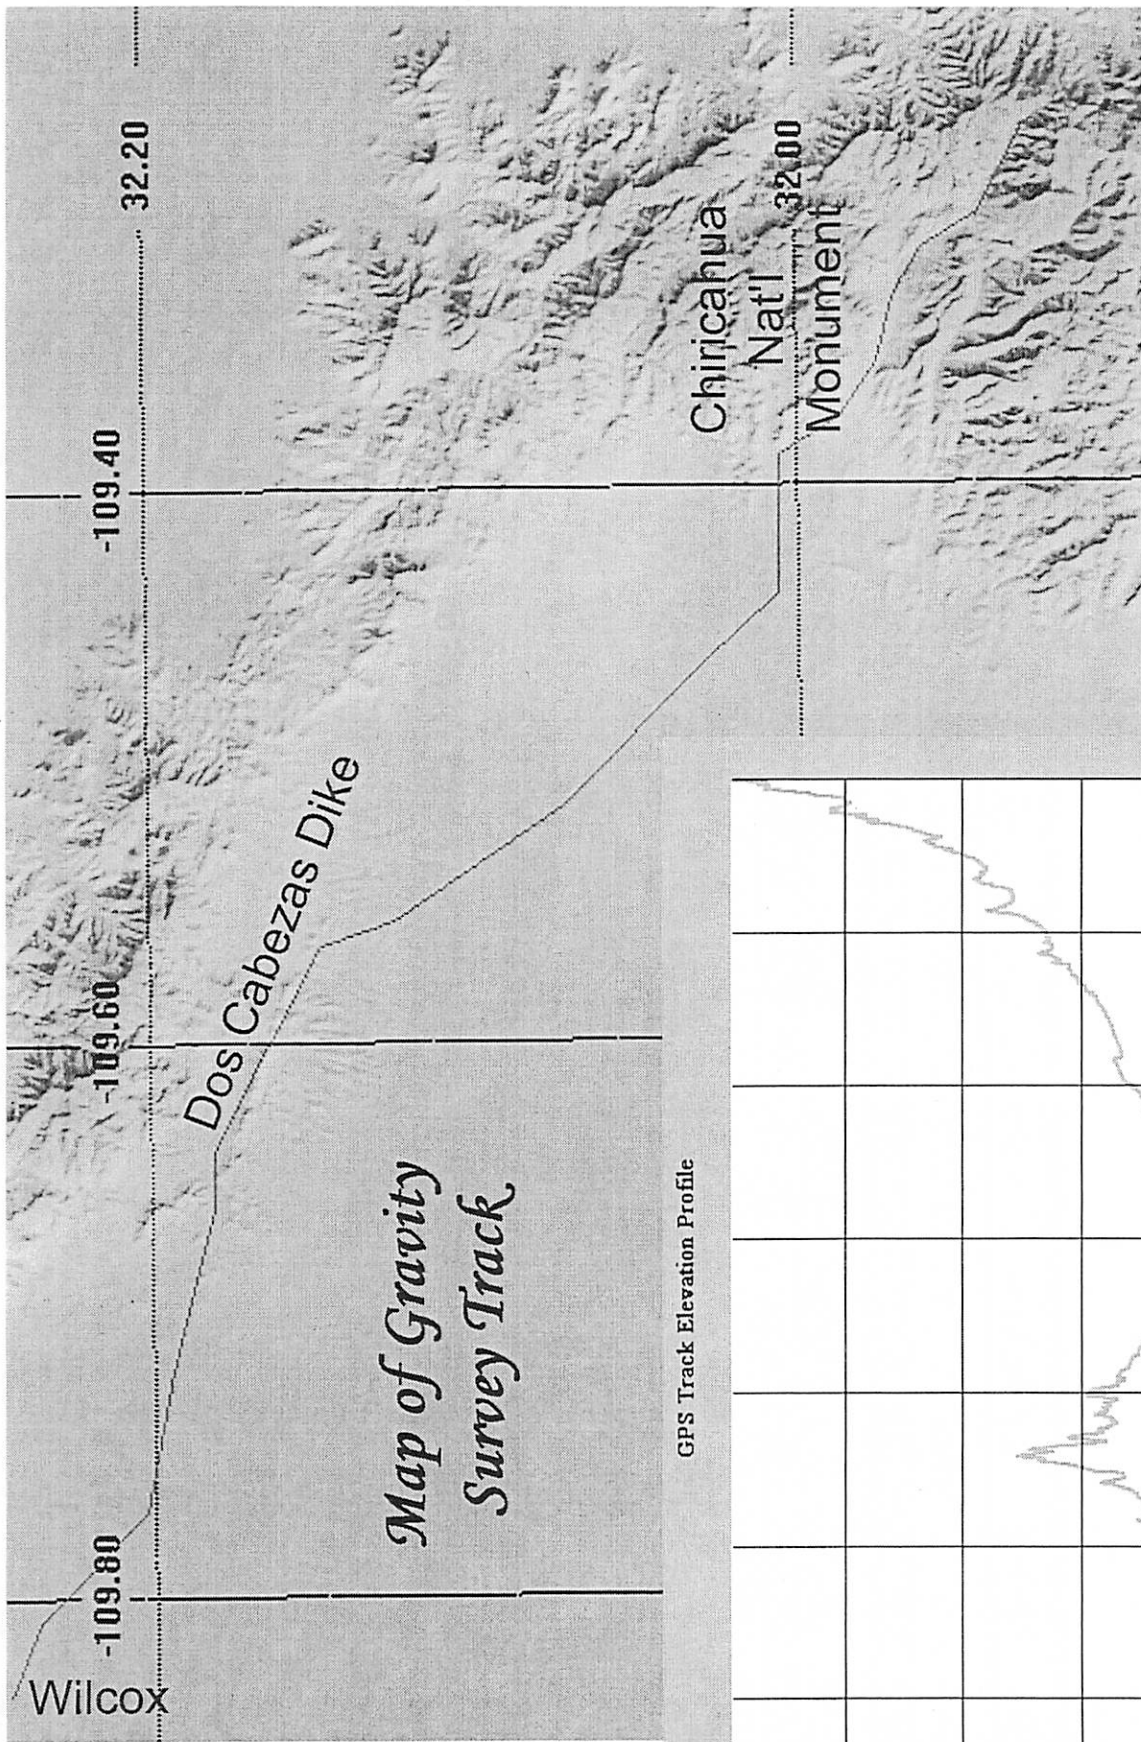 32.20
-109.40
-109.60
-109.80
Wilcox
Dos Cabezas Dike
Map of Gravity
Survey Track
Chiricahua
Nat'l
32.00
Monument
GPS Track Elevation Profile